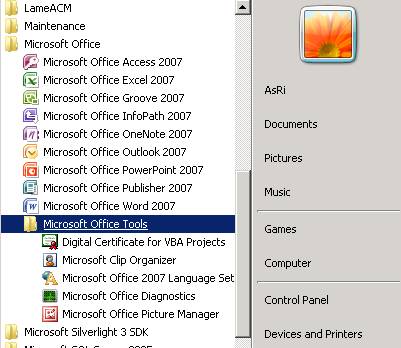 LameACM
Maintenance
Microsoft Office
Microsoft Office Access 2007
Microsoft Office Excel 2007
Microsoft Office Groove 2007
Microsoft Office InfoPath 2007
Microsoft Office OneNote 2007
Microsoft Office Outlook 2007
Microsoft Office PowerPoint 2007
Microsoft Office Publisher 2007
Microsoft Office Word 2007
Microsoft Office Tools
Digital Certificate for VBA Projects
Microsoft Clip Organizer
Microsoft Office 2007 Language Set
Microsoft Office Diagnostics
Microsoft Office Picture Manager
Microsoft Silverlight 3 SDK
AsRi
Documents
Pictures
Music
Games
Computer
Control Panel
Devices and Printers